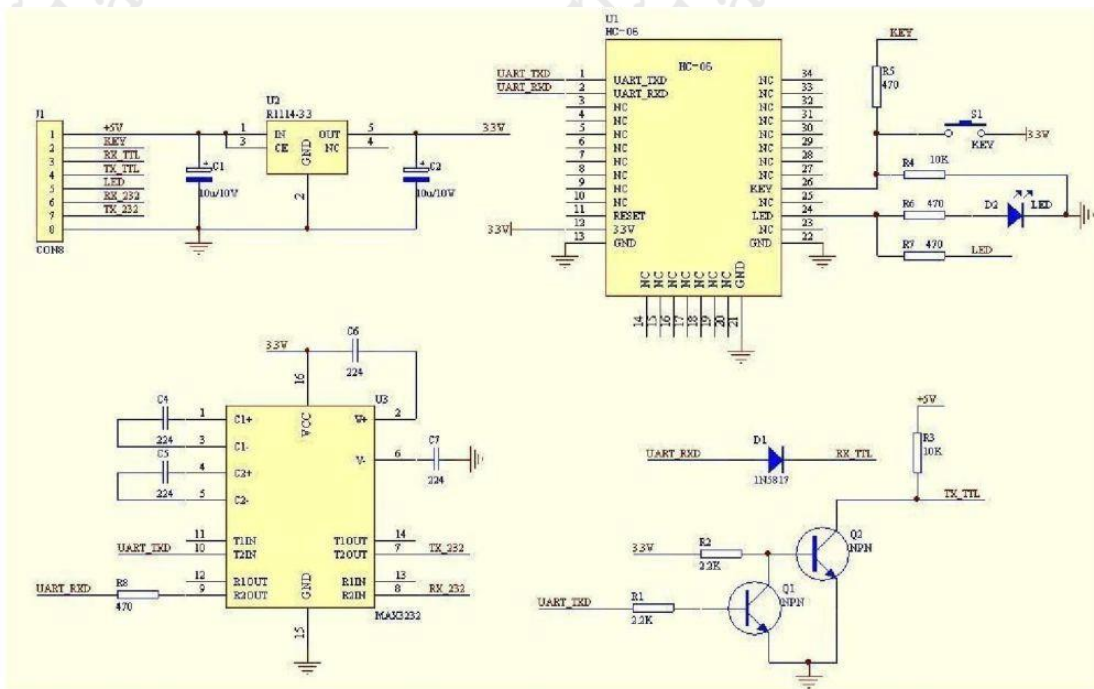 J1
+5V
1
KEY
2
RX_TTL
3
TX_TTL
4
LED
5
RX_232
6
TX_232
7
8
CON8
C1
10u/10V
U2
R1114-33
1
IN
OUT
5
3
CE
NC
4
GND
2
3.3V
C2
10u/10V
U1
HC-06
HC-06
UART_TXD
1
UART_TXD
UART_RXD
2
UART_RXD
3
NC
4
NC
5
NC
6
NC
7
NC
8
NC
9
NC
10
NC
11
RESET
3.3V
12
3.3V
13
GND
NC
34
NC
33
NC
32
NC
31
NC
30
NC
29
NC
28
NC
27
KEY
26
NC
25
LED
24
NC
23
GND
22
NC NC NC NC NC NC NC GND
14 15 16 17 18 19 20 21
KEY
R5
470
S1
KEY
3.3V
R4
10K
R6
470
D2
LED
R7
470
LED
3.3V
C6
224
16
U3
C4
224
1
C1+
3
C1-
C5
224
4
C2+
5
C2-
VCC
2
V+
6
V-
C7
224
11
T1IN
UART_TXD
10
T2IN
12
R1OUT
UART_RXD
R8
470
9
R2OUT
T1OUT
14
T2OUT
7
TX_232
R1IN
13
R2IN
8
RX_232
GND
15
MAX3232
UART_RXD
D1
1N5817
RX_TTL
+5V
R3
10K
TX_TTL
3.3V
R2
2.2K
Q2
NPN
UART_TXD
R1
2.2K
Q1
NPN